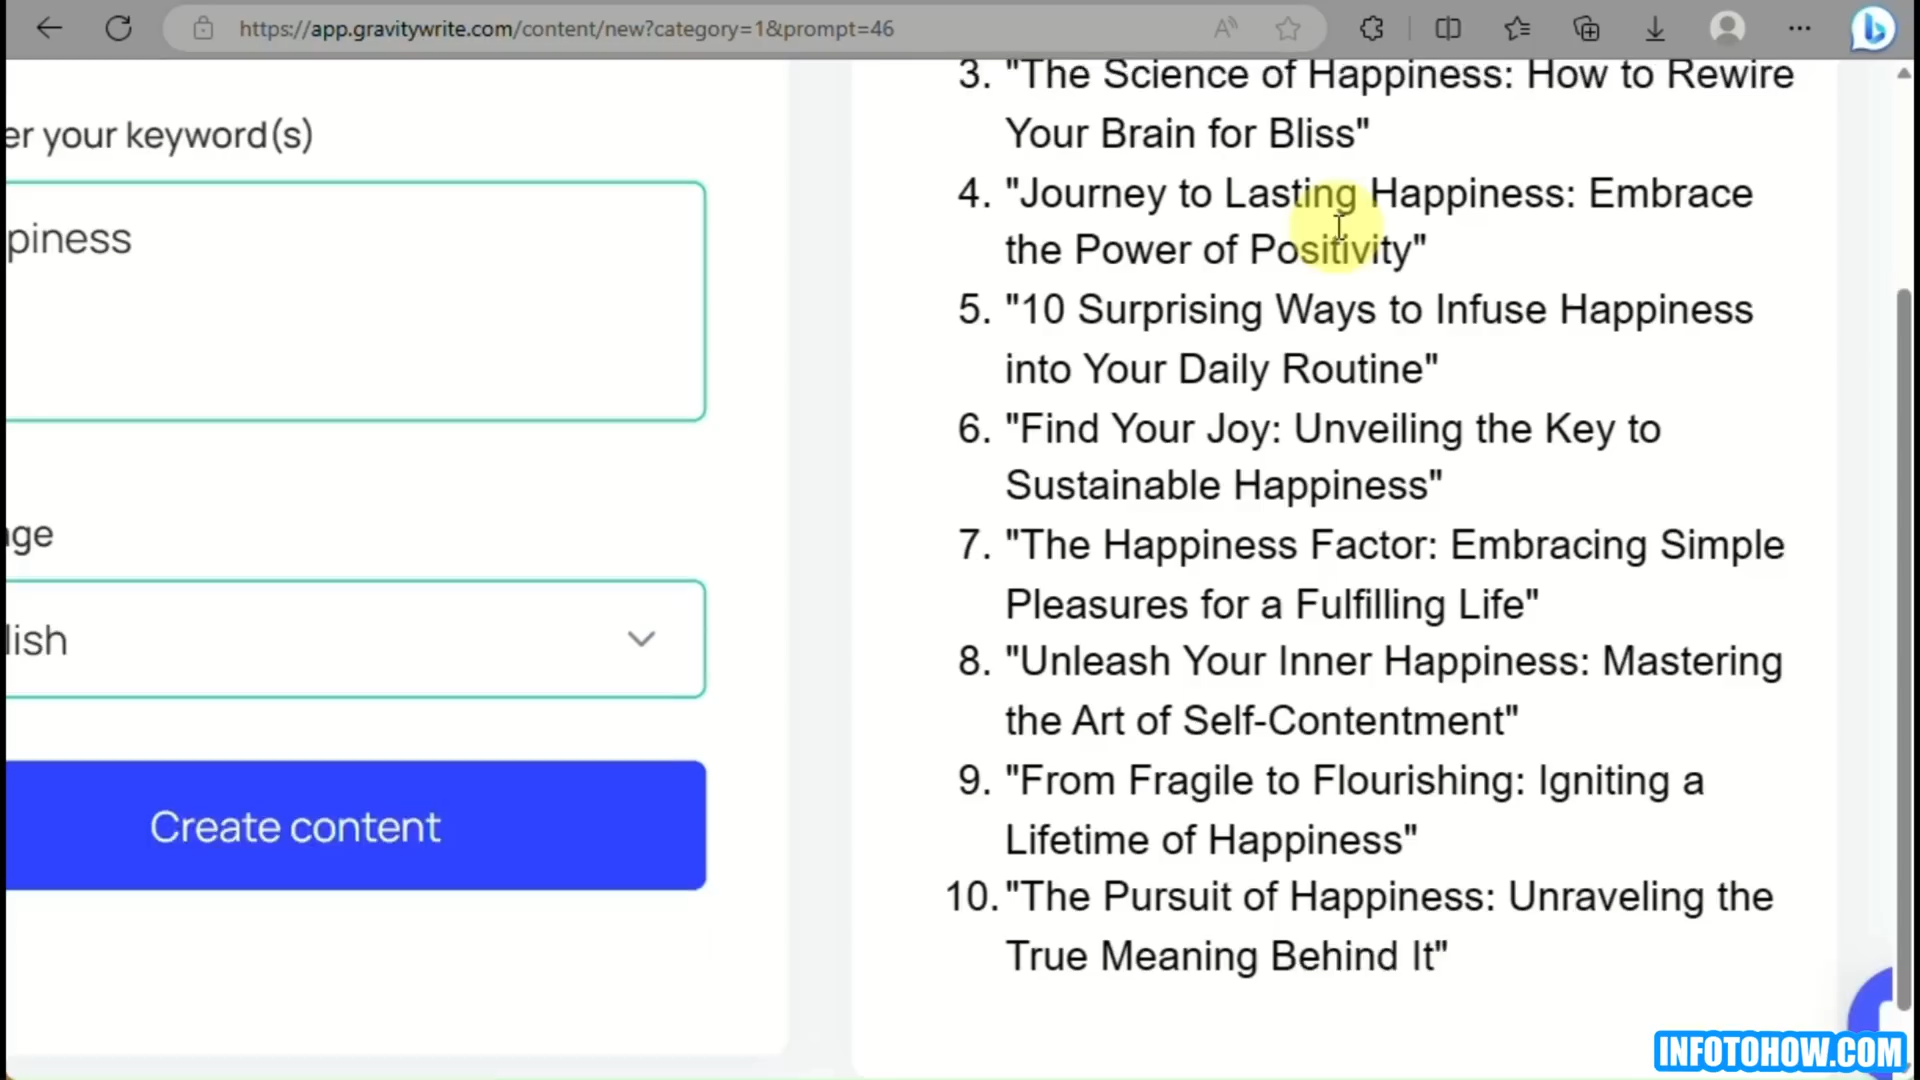 https://app.gravitywrite.com/content/new?category=1&prompt=46
er your keyword(s)
piness
ge
lish
Create content
3. "The Science of Happiness: How to Rewire
Your Brain for Bliss"
4. "Journey to Lasting Happiness: Embrace
the Power of Positivity"
5. "10 Surprising Ways to Infuse Happiness
into Your Daily Routine"
6. "Find Your Joy: Unveiling the Key to
Sustainable Happiness"
7. "The Happiness Factor: Embracing Simple
Pleasures for a Fulfilling Life"
8. "Unleash Your Inner Happiness: Mastering
the Art of Self-Contentment"
9. "From Fragile to Flourishing: Igniting a
Lifetime of Happiness"
10. "The Pursuit of Happiness: Unraveling the
True Meaning Behind It"
INFOTOHOW.COM